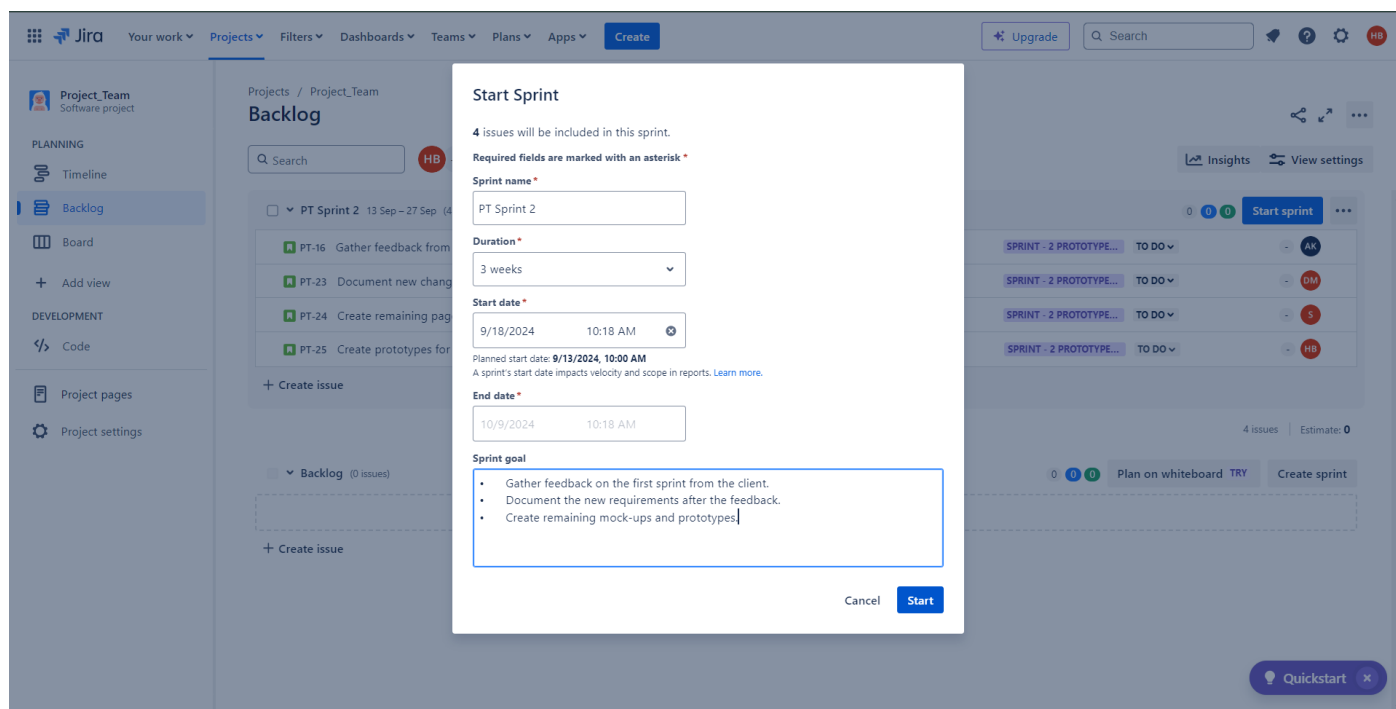 Jira Your work Projects Filters Dashboards Teams Plans Apps Create Upgrade Search HB
Project_Team
Software project
PLANNING
Timeline
Backlog
Board
Add view
DEVELOPMENT
Code
Project pages
Project settings
Projects / Project_Team
Backlog
Search HB
Insights View settings
PT Sprint 2 13 Sep – 27 Sep (4
0 0 0 Start sprint
PT-16 Gather feedback from
SPRINT - 2 PROTOTYPE... TO DO - AK
PT-23 Document new chang
SPRINT - 2 PROTOTYPE... TO DO - DM
PT-24 Create remaining pag
SPRINT - 2 PROTOTYPE... TO DO - S
PT-25 Create prototypes for
SPRINT - 2 PROTOTYPE... TO DO - HB
+ Create issue
4 issues Estimate: 0
Backlog (0 issues)
0 0 0 Plan on whiteboard TRY Create sprint
+ Create issue
Start Sprint
4 issues will be included in this sprint.
Required fields are marked with an asterisk *
Sprint name *
PT Sprint 2
Duration *
3 weeks
Start date *
9/18/2024 10:18 AM
Planned start date: 9/13/2024, 10:00 AM
A sprint's start date impacts velocity and scope in reports. Learn more.
End date *
10/9/2024 10:18 AM
Sprint goal
• Gather feedback on the first sprint from the client.
• Document the new requirements after the feedback.
• Create remaining mock-ups and prototypes.
Cancel Start
Quickstart